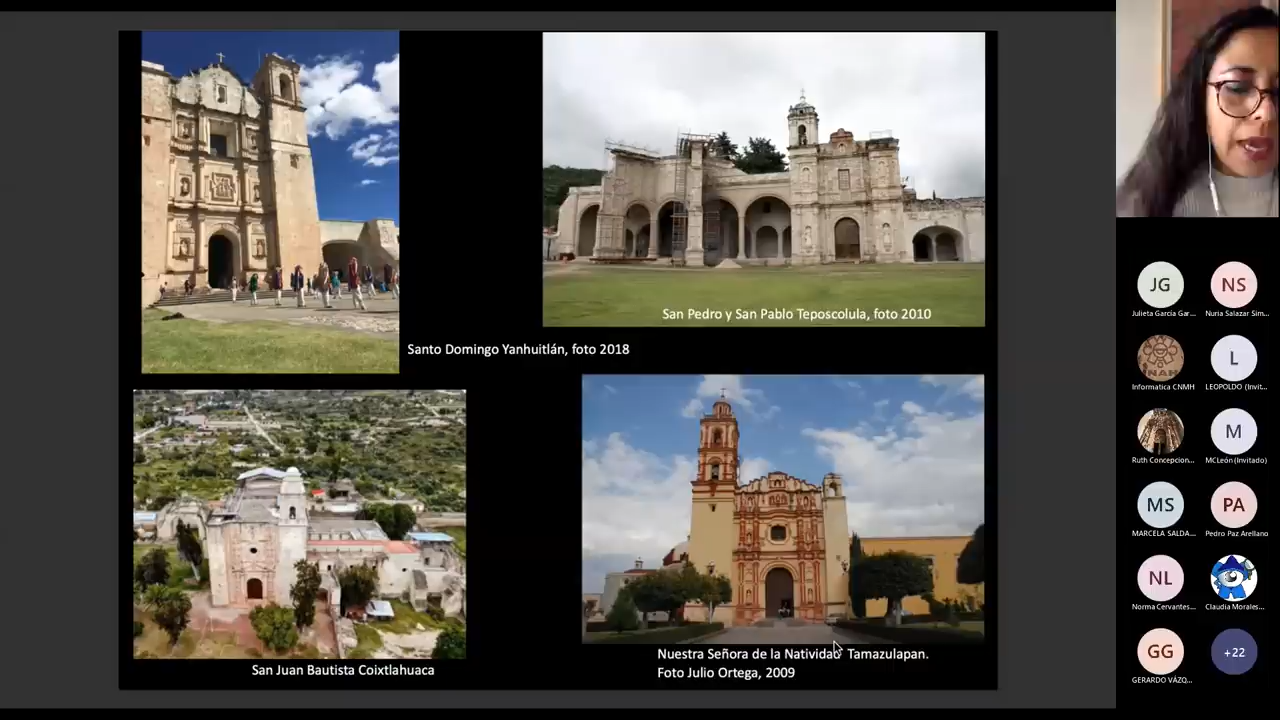 San Pedro y San Pablo Teposcolula, foto 2010
Santo Domingo Yanhuitlán, foto 2018
San Juan Bautista Coixtlahuaca
Nuestra Señora de la Natividad Tamazulapan.
Foto Julio Ortega, 2009
JG
Julieta García Gar...
NS
Nuria Salazar Sim...
INAH
Informatica CNMH
L
LEOPOLDO (Invit...
Ruth Concepcion...
M
MCLeón (Invitado)
MS
MARCELA SALDA...
PA
Pedro Paz Arellano
NL
Norma Cervantes...
Claudia Morales...
GG
GERARDO VÁZQ...
+22